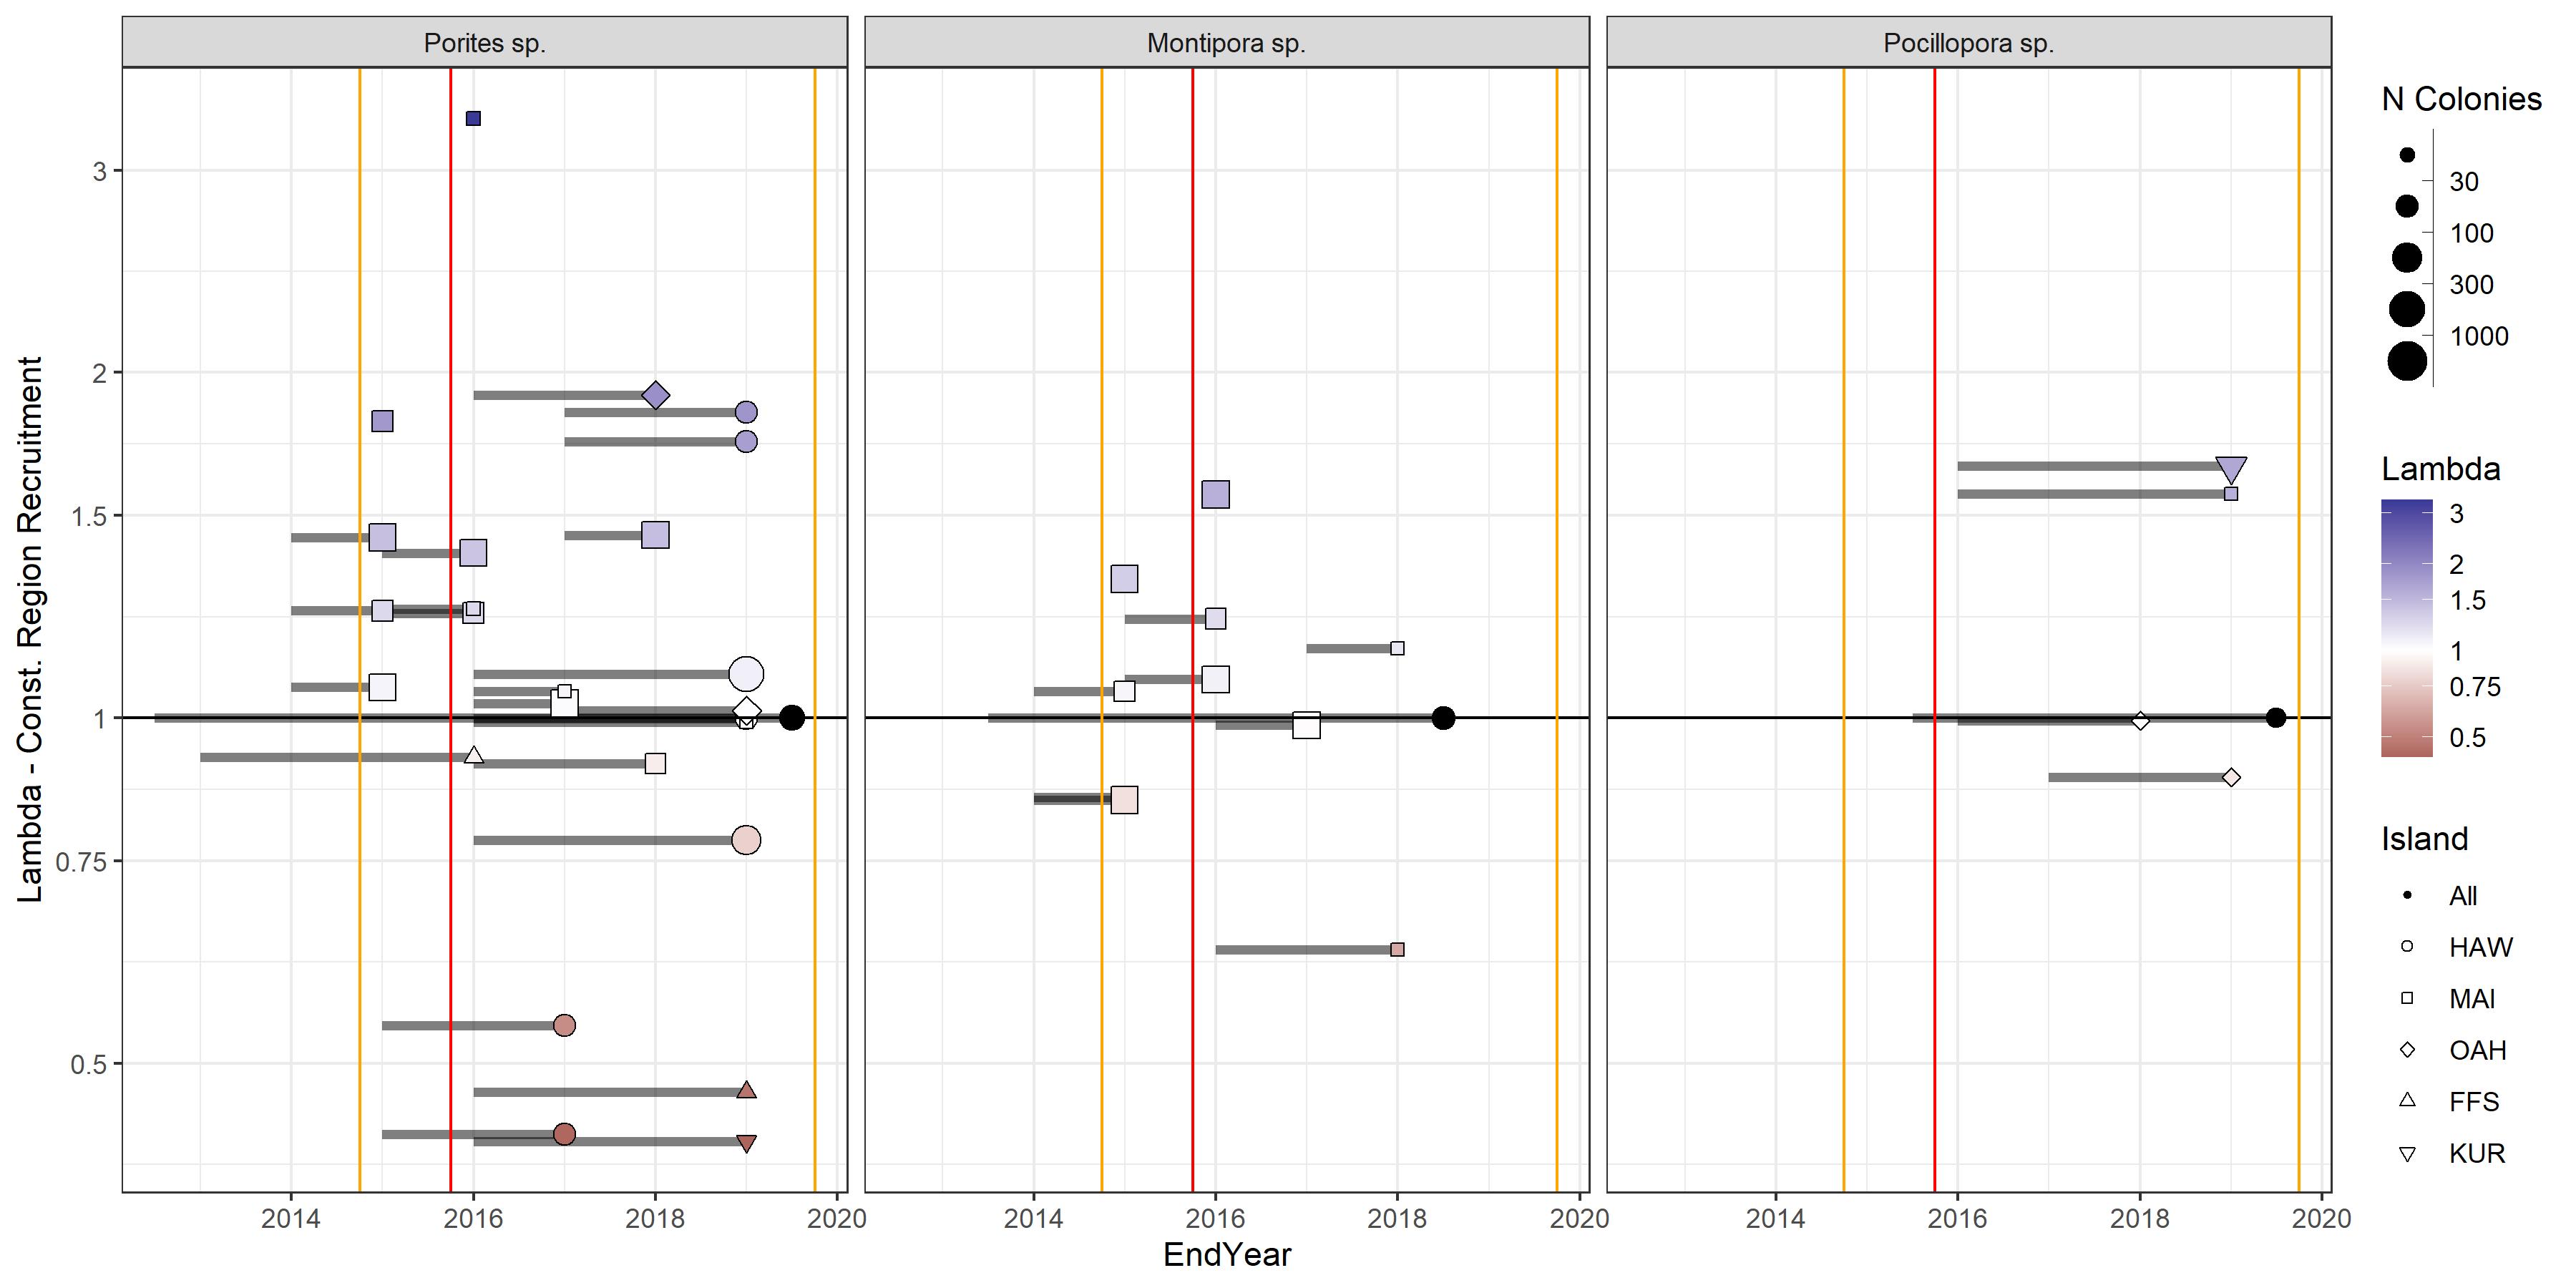 Porites sp.
Montipora sp.
Pocillopora sp.
Lambda - Const. Region Recruitment
3
2
1.5
1
0.75
0.5
2014
2016
2018
2020
2014
2016
2018
2020
2014
2016
2018
2020
EndYear
N Colonies
30
100
300
1000
Lambda
3
2
1.5
1
0.75
0.5
Island
All
HAW
MAI
OAH
FFS
KUR